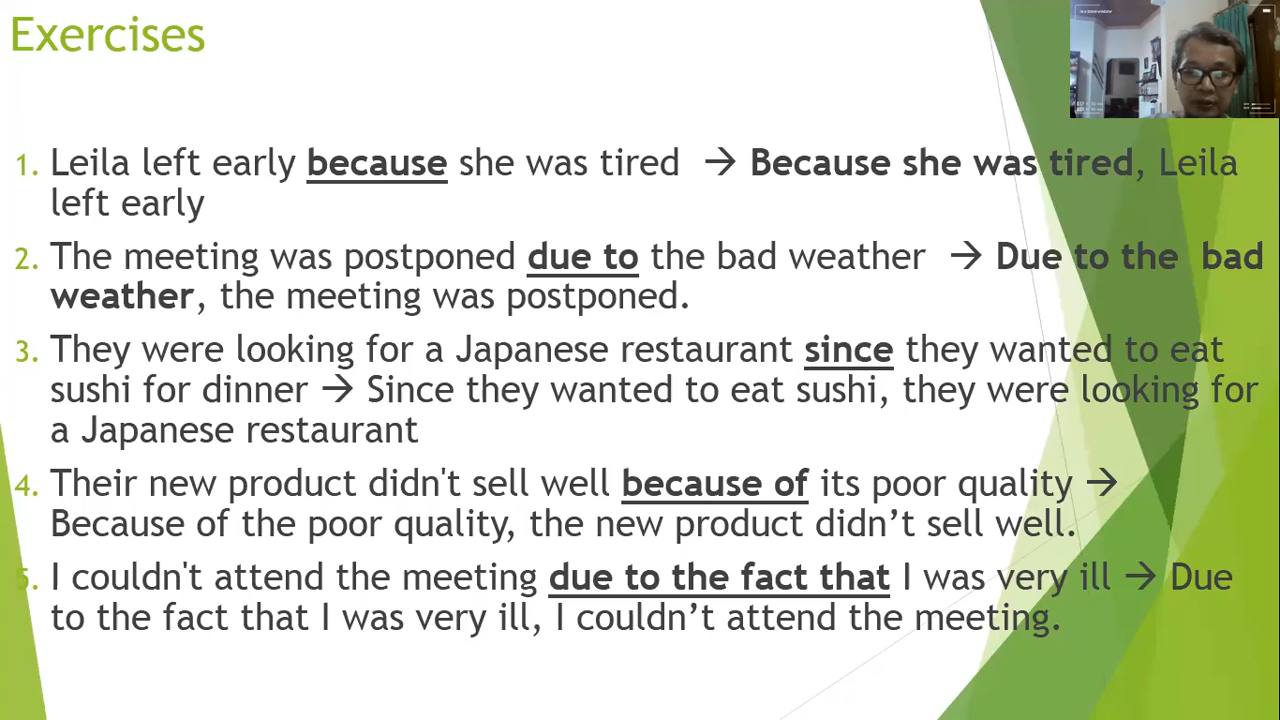 Exercises
1. Leila left early because she was tired → Because she was tired, Leila
left early
2. The meeting was postponed due to the bad weather → Due to the bad
weather, the meeting was postponed.
3. They were looking for a Japanese restaurant since they wanted to eat
sushi for dinner → Since they wanted to eat sushi, they were looking for
a Japanese restaurant
4. Their new product didn't sell well because of its poor quality →
Because of the poor quality, the new product didn’t sell well.
5. I couldn't attend the meeting due to the fact that I was very ill → Due
to the fact that I was very ill, I couldn’t attend the meeting.